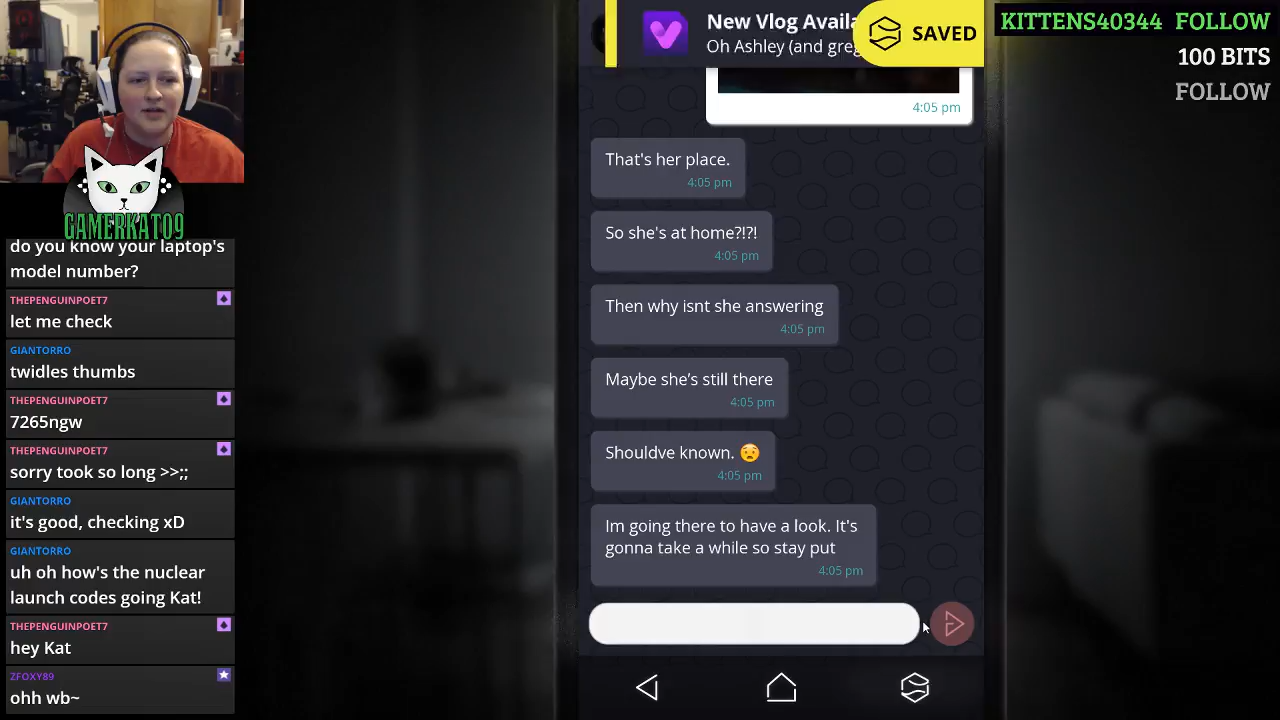 New Vlog Availa
Oh Ashley (and greg
SAVED
KITTENS40344 FOLLOW
100 BITS
FOLLOW
4:05 pm
That's her place.
4:05 pm
So she's at home?!?!
4:05 pm
Then why isnt she answering
4:05 pm
Maybe she's still there
4:05 pm
Shouldve known. 😟
4:05 pm
Im going there to have a look. It's
gonna take a while so stay put
4:05 pm
GAMERKAT09
do you know your laptop's
model number?
THEPENGUINPOET7
let me check
GIANTORRO
twidles thumbs
THEPENGUINPOET7
7265ngw
THEPENGUINPOET7
sorry took so long >>;;
GIANTORRO
it's good, checking xD
GIANTORRO
uh oh how's the nuclear
launch codes going Kat!
THEPENGUINPOET7
hey Kat
ZFOXY89
ohh wb~